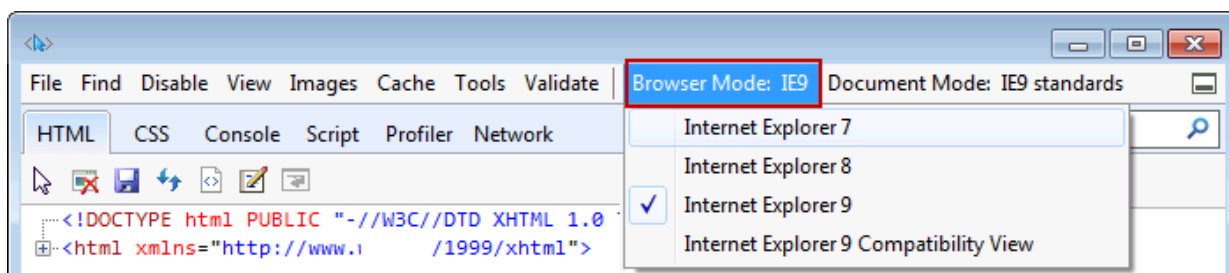 File Find Disable View Images Cache Tools Validate Browser Mode: IE9 Document Mode: IE9 standards
HTML CSS Console Script Profiler Network
Internet Explorer 7
Internet Explorer 8
Internet Explorer 9
Internet Explorer 9 Compatibility View
<!DOCTYPE html PUBLIC "-//W3C//DTD XHTML 1.0
<html xmlns="http://www. /1999/xhtml">